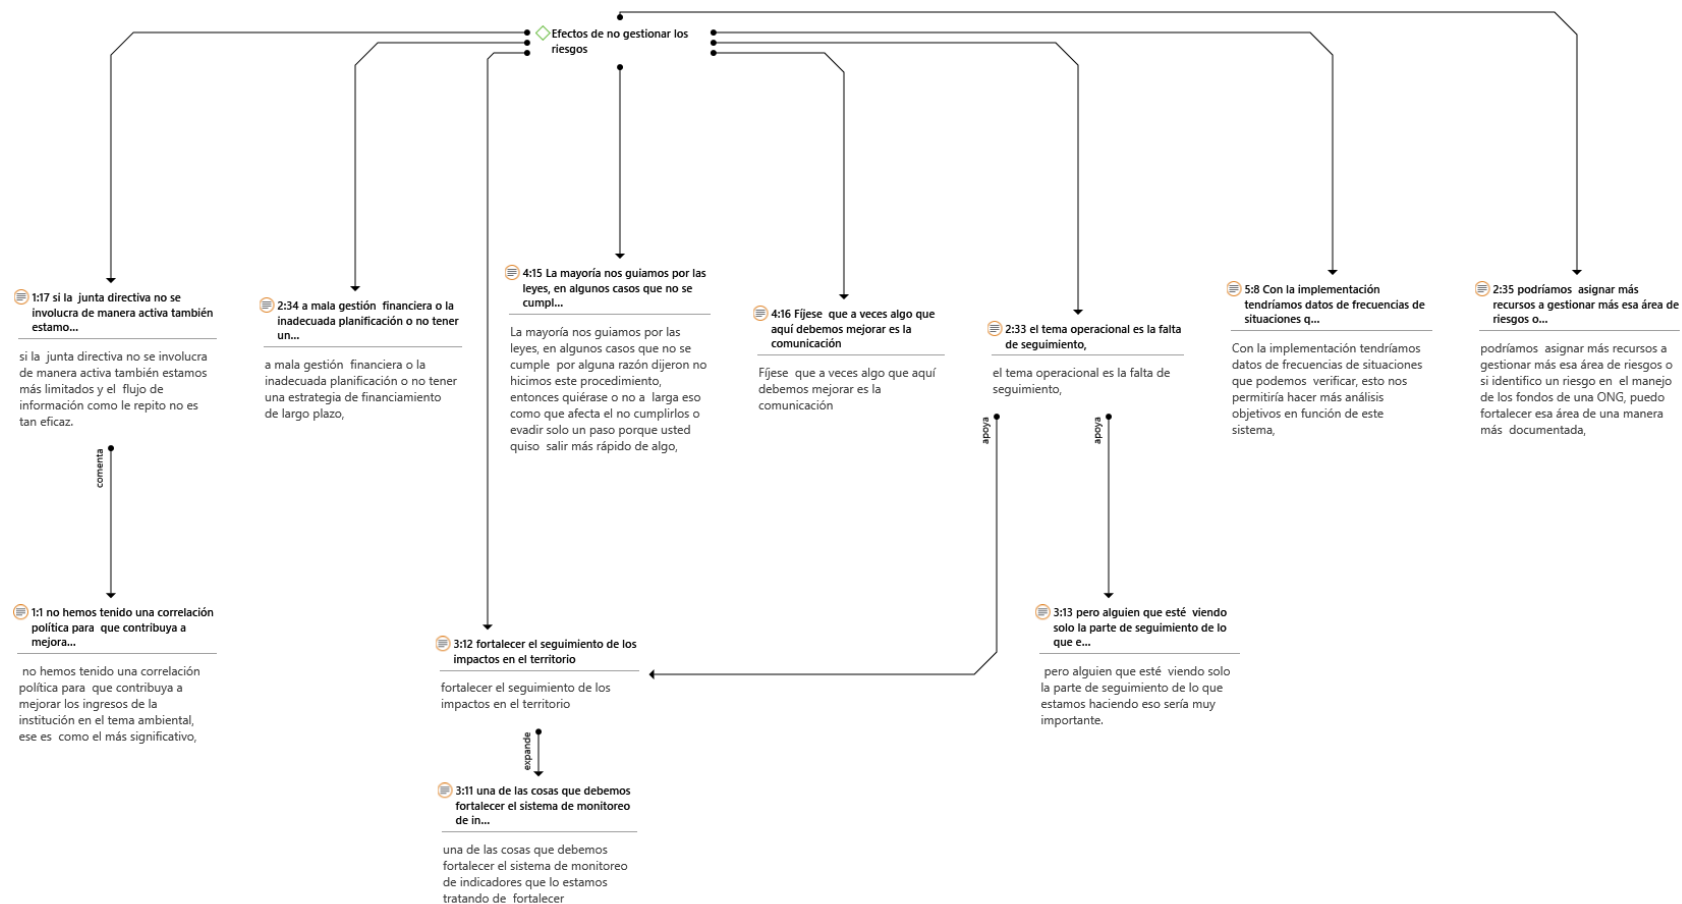 Efectos de no gestionar los
riesgos
1:17 si la junta directiva no se
involucra de manera activa también
estamo...
si la junta directiva no se involucra
de manera activa también estamos
más limitados y el flujo de
información como le repito no es
tan eficaz.
comenta
1:1 no hemos tenido una correlación
política para que contribuya a
mejora...
no hemos tenido una correlación
política para que contribuya a
mejorar los ingresos de la
institución en el tema ambiental,
ese es como el más significativo,
2:34 a mala gestión financiera o la
inadecuada planificación o no tener
un...
a mala gestión financiera o la
inadecuada planificación o no tener
una estrategia de financiamiento
de largo plazo,
4:15 La mayoría nos guiamos por las
leyes, en algunos casos que no se
cumpl...
La mayoría nos guiamos por las
leyes, en algunos casos que no se
cumple por alguna razón dijeron no
hicimos este procedimiento,
entonces quiérase o no a larga eso
como que afecta el no cumplirlos o
evadir solo un paso porque usted
quiso salir más rápido de algo,
3:12 fortalecer el seguimiento de los
impactos en el territorio
fortalecer el seguimiento de los
impactos en el territorio
expande
3:11 una de las cosas que debemos
fortalecer el sistema de monitoreo
de in...
una de las cosas que debemos
fortalecer el sistema de monitoreo
de indicadores que lo estamos
tratando de fortalecer
4:16 Fíjese que a veces algo que
aquí debemos mejorar es la
comunicación
Fíjese que a veces algo que aquí
debemos mejorar es la
comunicación
2:33 el tema operacional es la falta
de seguimiento,
el tema operacional es la falta de
seguimiento,
apoya
apoya
3:13 pero alguien que esté viendo
solo la parte de seguimiento de lo
que e...
pero alguien que esté viendo solo
la parte de seguimiento de lo que
estamos haciendo eso sería muy
importante.
5:8 Con la implementación
tendríamos datos de frecuencias de
situaciones q...
Con la implementación tendríamos
datos de frecuencias de situaciones
que podemos verificar, esto nos
permitiría hacer más análisis
objetivos en función de este
sistema,
2:35 podríamos asignar más
recursos a gestionar más esa área de
riesgos o...
podríamos asignar más recursos a
gestionar más esa área de riesgos o
si identifico un riesgo en el manejo
de los fondos de una ONG, puedo
fortalecer esa área de una manera
más documentada,